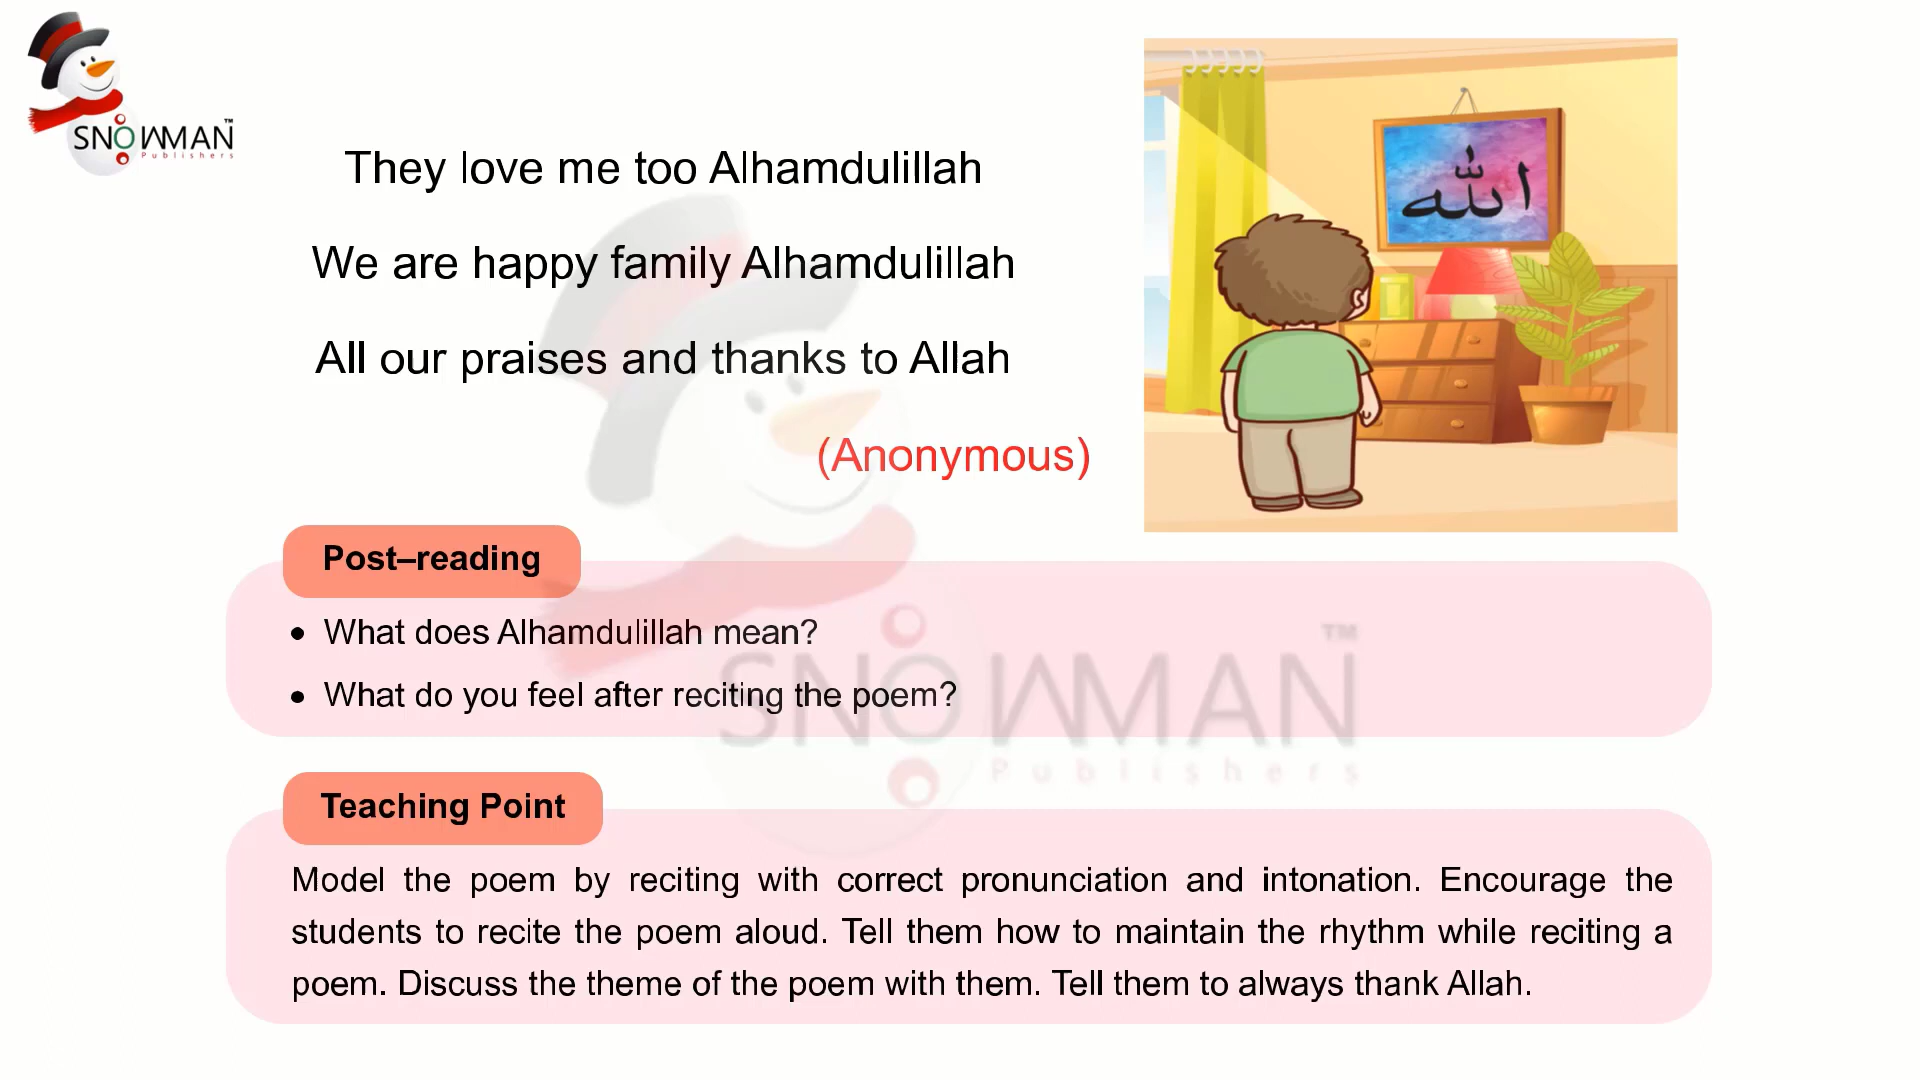 SNOWMAN™
Publishers
They love me too Alhamdulillah
We are happy family Alhamdulillah
All our praises and thanks to Allah
(Anonymous)
الله
Post–reading
• What does Alhamdulillah mean?
• What do you feel after reciting the poem?
SNOWMAN™
Publishers
Teaching Point
Model the poem by reciting with correct pronunciation and intonation. Encourage the
students to recite the poem aloud. Tell them how to maintain the rhythm while reciting a
poem. Discuss the theme of the poem with them. Tell them to always thank Allah.